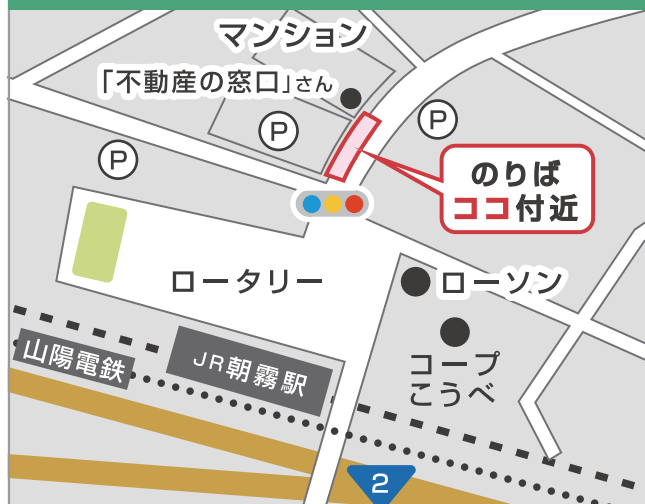 マンション
「不動産の窓口」さん
P
P
P
のりば
ココ付近
ロータリー
ローソン
コープ
こうべ
山陽電鉄
JR朝霧駅
2